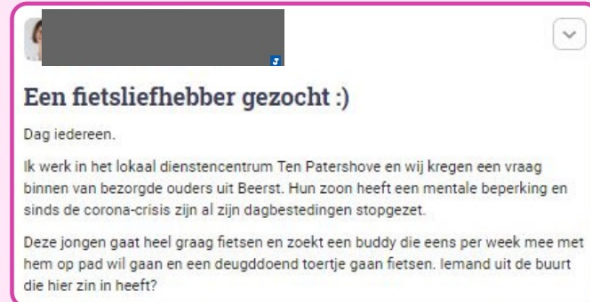 Een fietsliefhebber gezocht :)
Dag iedereen.
Ik werk in het lokaal dienstencentrum Ten Patershove en wij kregen een vraag
binnen van bezorgde ouders uit Beerst. Hun zoon heeft een mentale beperking en
sinds de corona-crisis zijn al zijn dagbestedingen stopgezet.
Deze jongen gaat heel graag fietsen en zoekt een buddy die eens per week mee met
hem op pad wil gaan en een deugddoend toertje gaan fietsen. Iemand uit de buurt
die hier zin in heeft?